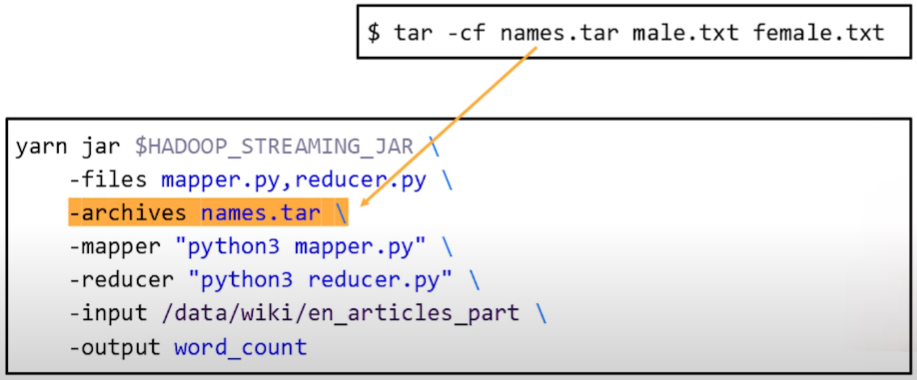 $ tar -cf names.tar male.txt female.txt
yarn jar $HADOOP_STREAMING_JAR \
-files mapper.py,reducer.py \
-archives names.tar \
-mapper "python3 mapper.py" \
-reducer "python3 reducer.py" \
-input /data/wiki/en_articles_part \
-output word_count